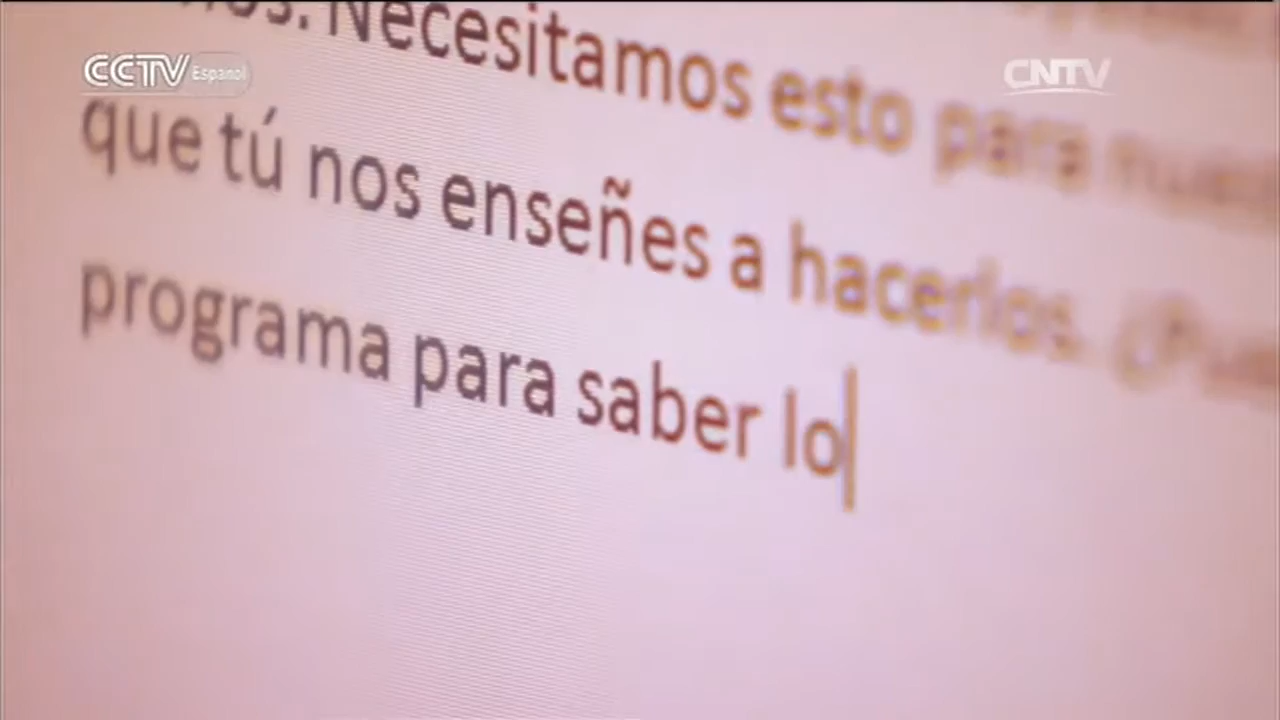 CCTV Español
CNTV
Necesitamos esto para
que tú nos enseñes a hacerlos.
programa para saber lo